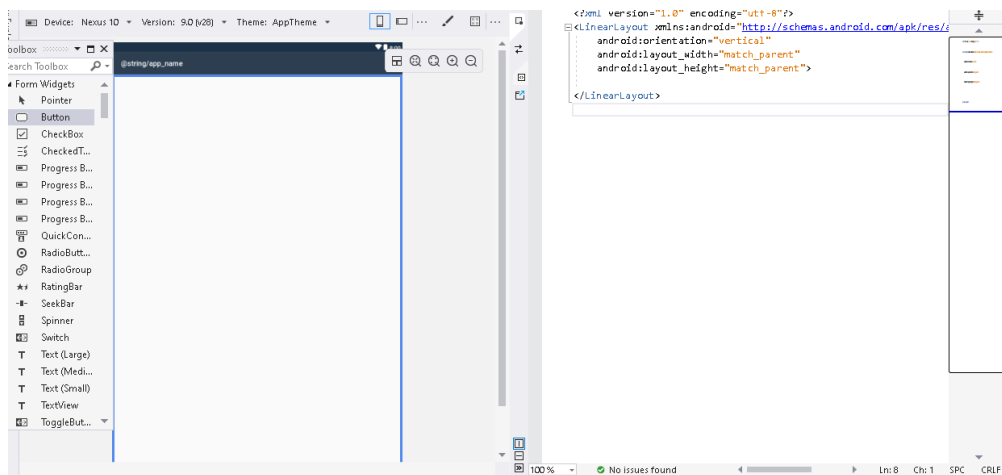 Device: Nexus 10 Version: 9.0 (v28) Theme: AppTheme
oolbox
earch Toolbox
Form Widgets
Pointer
Button
CheckBox
CheckedT...
Progress B...
Progress B...
Progress B...
Progress B...
QuickCon...
RadioButt...
RadioGroup
RatingBar
SeekBar
Spinner
Switch
Text (Large)
Text (Medi...
Text (Small)
TextView
ToggleBut...
@string/app_name
<?xml version="1.0" encoding="utf-8"?>
<LinearLayout xmlns:android="http://schemas.android.com/apk/res/a
android:orientation="vertical"
android:layout_width="match_parent"
android:layout_height="match_parent">
</LinearLayout>
100 % No issues found Ln: 8 Ch: 1 SPC CRLF